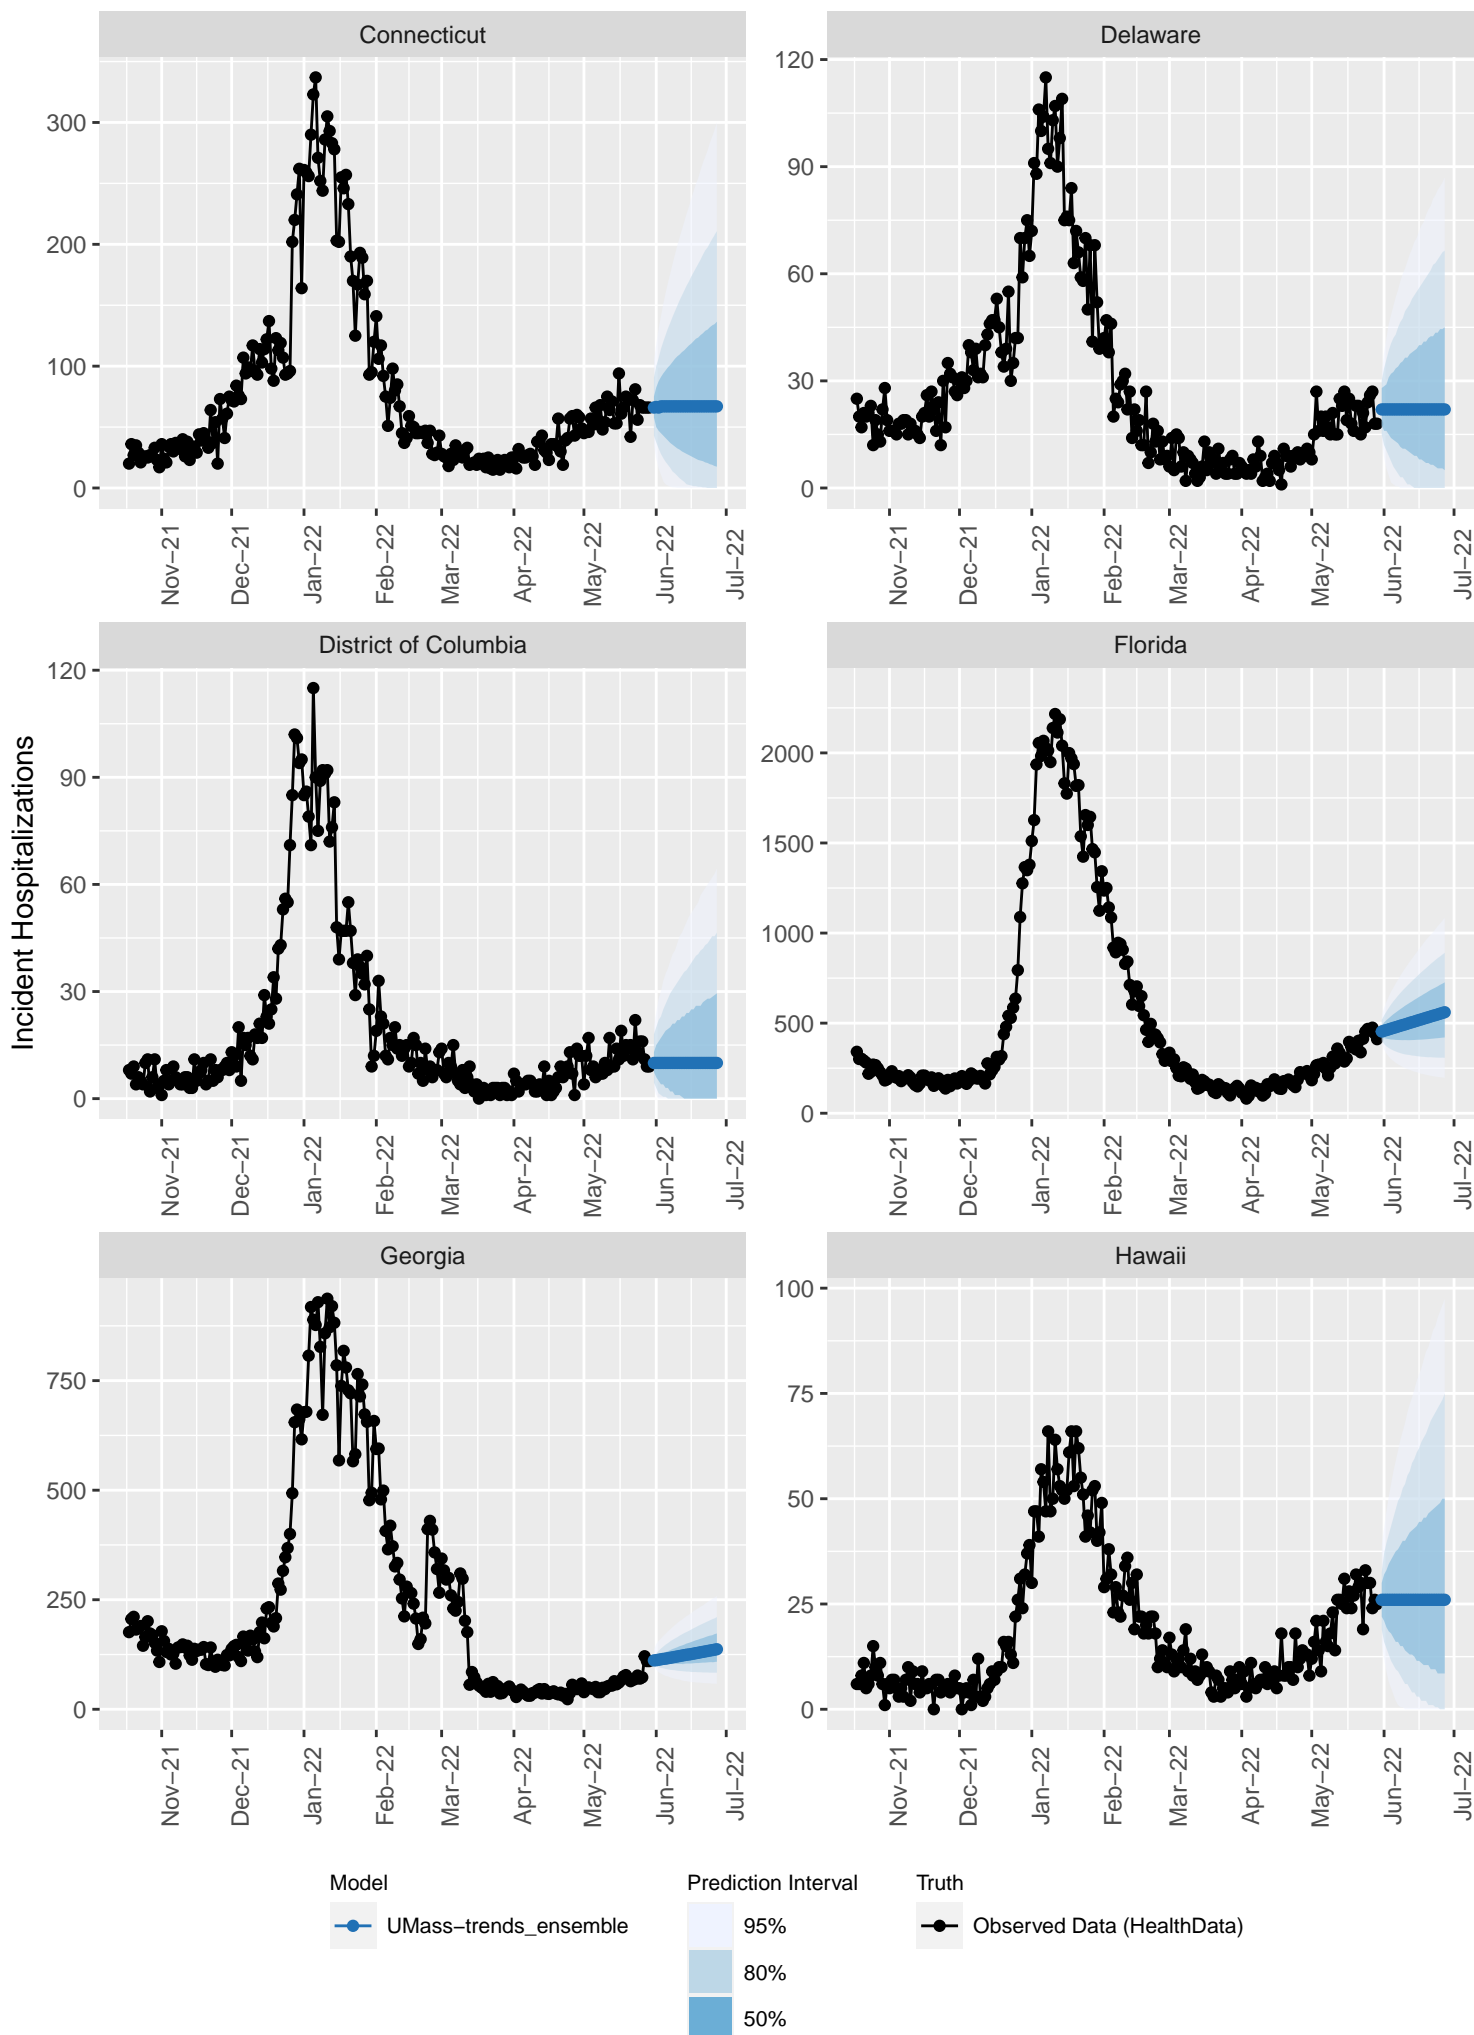 Connecticut
Delaware
0
100
200
300
Nov−21
Dec−21
Jan−22
Feb−22
Mar−22
Apr−22
May−22
Jun−22
Jul−22
0
30
60
90
120
Nov−21
Dec−21
Jan−22
Feb−22
Mar−22
Apr−22
May−22
Jun−22
Jul−22
District of Columbia
Florida
Incident Hospitalizations
0
30
60
90
120
Nov−21
Dec−21
Jan−22
Feb−22
Mar−22
Apr−22
May−22
Jun−22
Jul−22
0
500
1000
1500
2000
Nov−21
Dec−21
Jan−22
Feb−22
Mar−22
Apr−22
May−22
Jun−22
Jul−22
Georgia
Hawaii
0
250
500
750
Nov−21
Dec−21
Jan−22
Feb−22
Mar−22
Apr−22
May−22
Jun−22
Jul−22
0
25
50
75
100
Nov−21
Dec−21
Jan−22
Feb−22
Mar−22
Apr−22
May−22
Jun−22
Jul−22
Model
UMass−trends_ensemble
Prediction Interval
95%
80%
50%
Truth
Observed Data (HealthData)